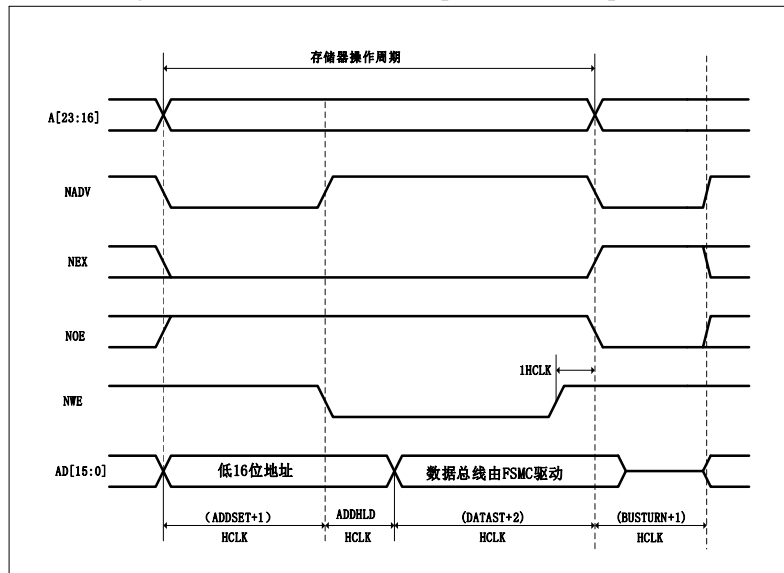 存储器操作周期
A[23:16]
NADV
NEX
NOE
1HCLK
NWE
AD[15:0]
低16位地址
数据总线由FSMC驱动
(ADDSET+1)
ADDHLD
(DATAST+2)
(BUSTURN+1)
HCLK
HCLK
HCLK
HCLK